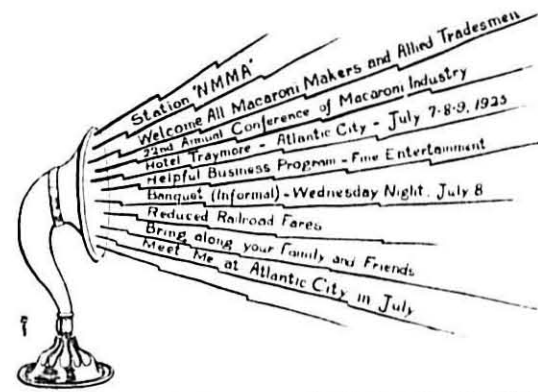 Station "NMMA"
Welcome All Macaroni Makers and Allied Tradesmen
22nd Annual Conference of Macaroni Industry
Hotel Traymore - Atlantic City - July 7-8-9, 1925
Helpful Business Program - Fine Entertainment
Banquet (Informal) - Wednesday Night, July 8
Reduced Railroad Fares
Bring along your Family and Friends
Meet Me at Atlantic City in July